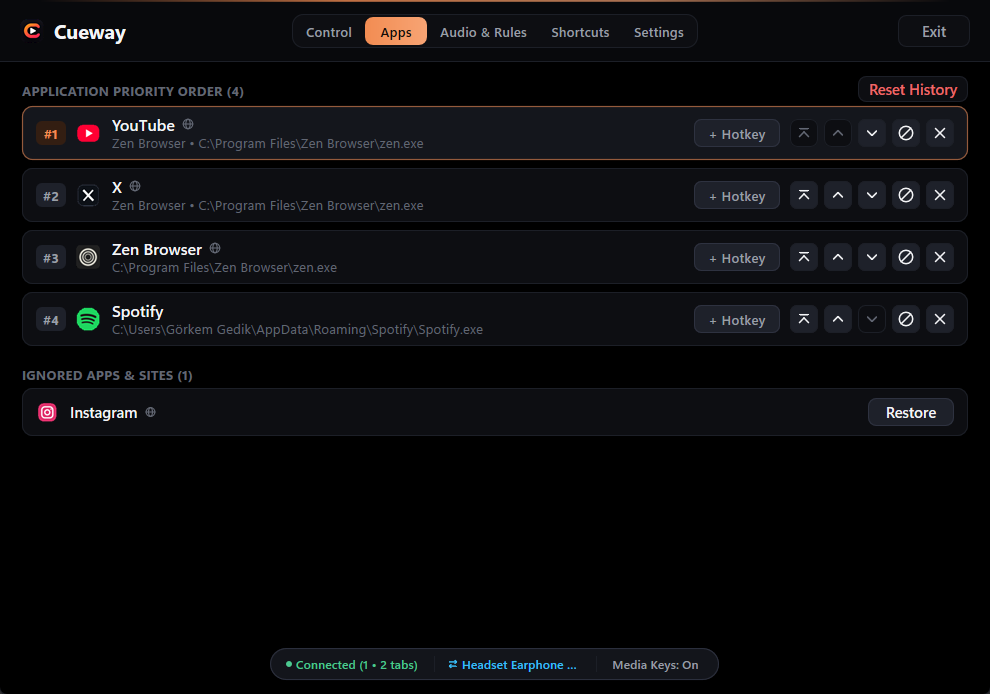 Cueway
Control Apps Audio & Rules Shortcuts Settings
Exit
APPLICATION PRIORITY ORDER (4)
Reset History
#1
YouTube
Zen Browser • C:\Program Files\Zen Browser\zen.exe
+ Hotkey
#2
X
Zen Browser • C:\Program Files\Zen Browser\zen.exe
+ Hotkey
#3
Zen Browser
C:\Program Files\Zen Browser\zen.exe
+ Hotkey
#4
Spotify
C:\Users\Görkem Gedik\AppData\Roaming\Spotify\Spotify.exe
+ Hotkey
IGNORED APPS & SITES (1)
Instagram
Restore
Connected (1 • 2 tabs)
Headset Earphone ...
Media Keys: On